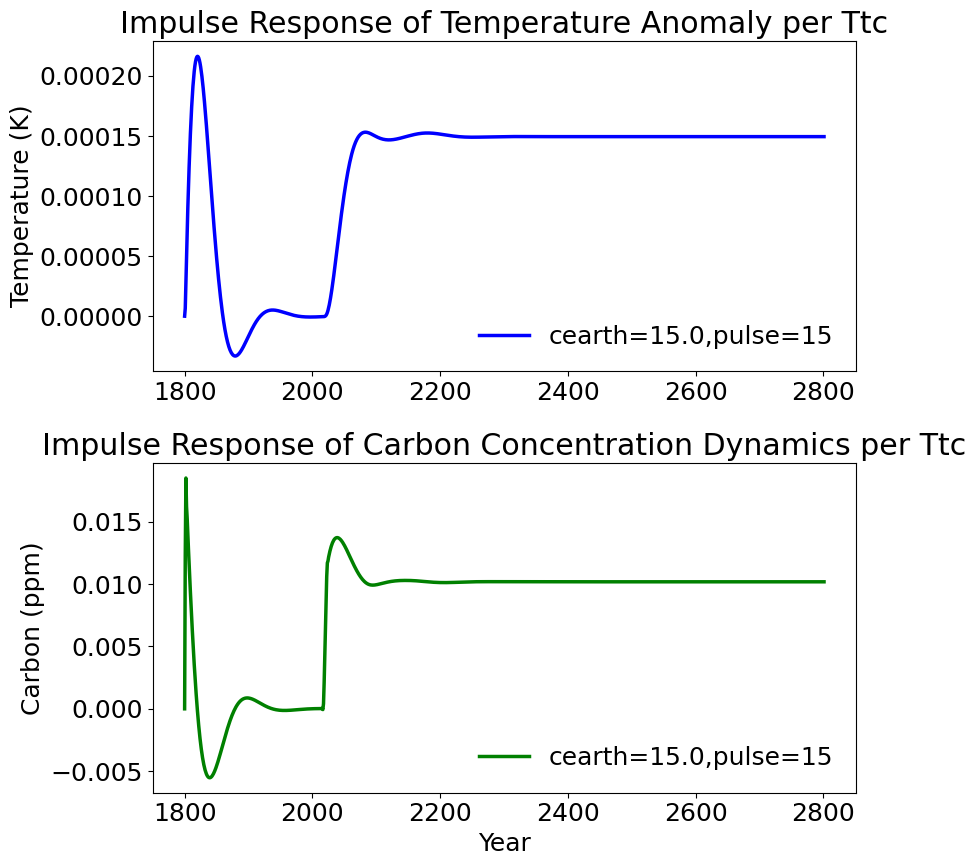 Impulse Response of Temperature Anomaly per Ttc
Temperature (K)
0.00020
0.00015
0.00010
0.00005
0.00000
cearth=15.0,pulse=15
1800 2000 2200 2400 2600 2800
Impulse Response of Carbon Concentration Dynamics per Ttc
Carbon (ppm)
0.015
0.010
0.005
0.000
−0.005
cearth=15.0,pulse=15
1800 2000 2200 2400 2600 2800
Year